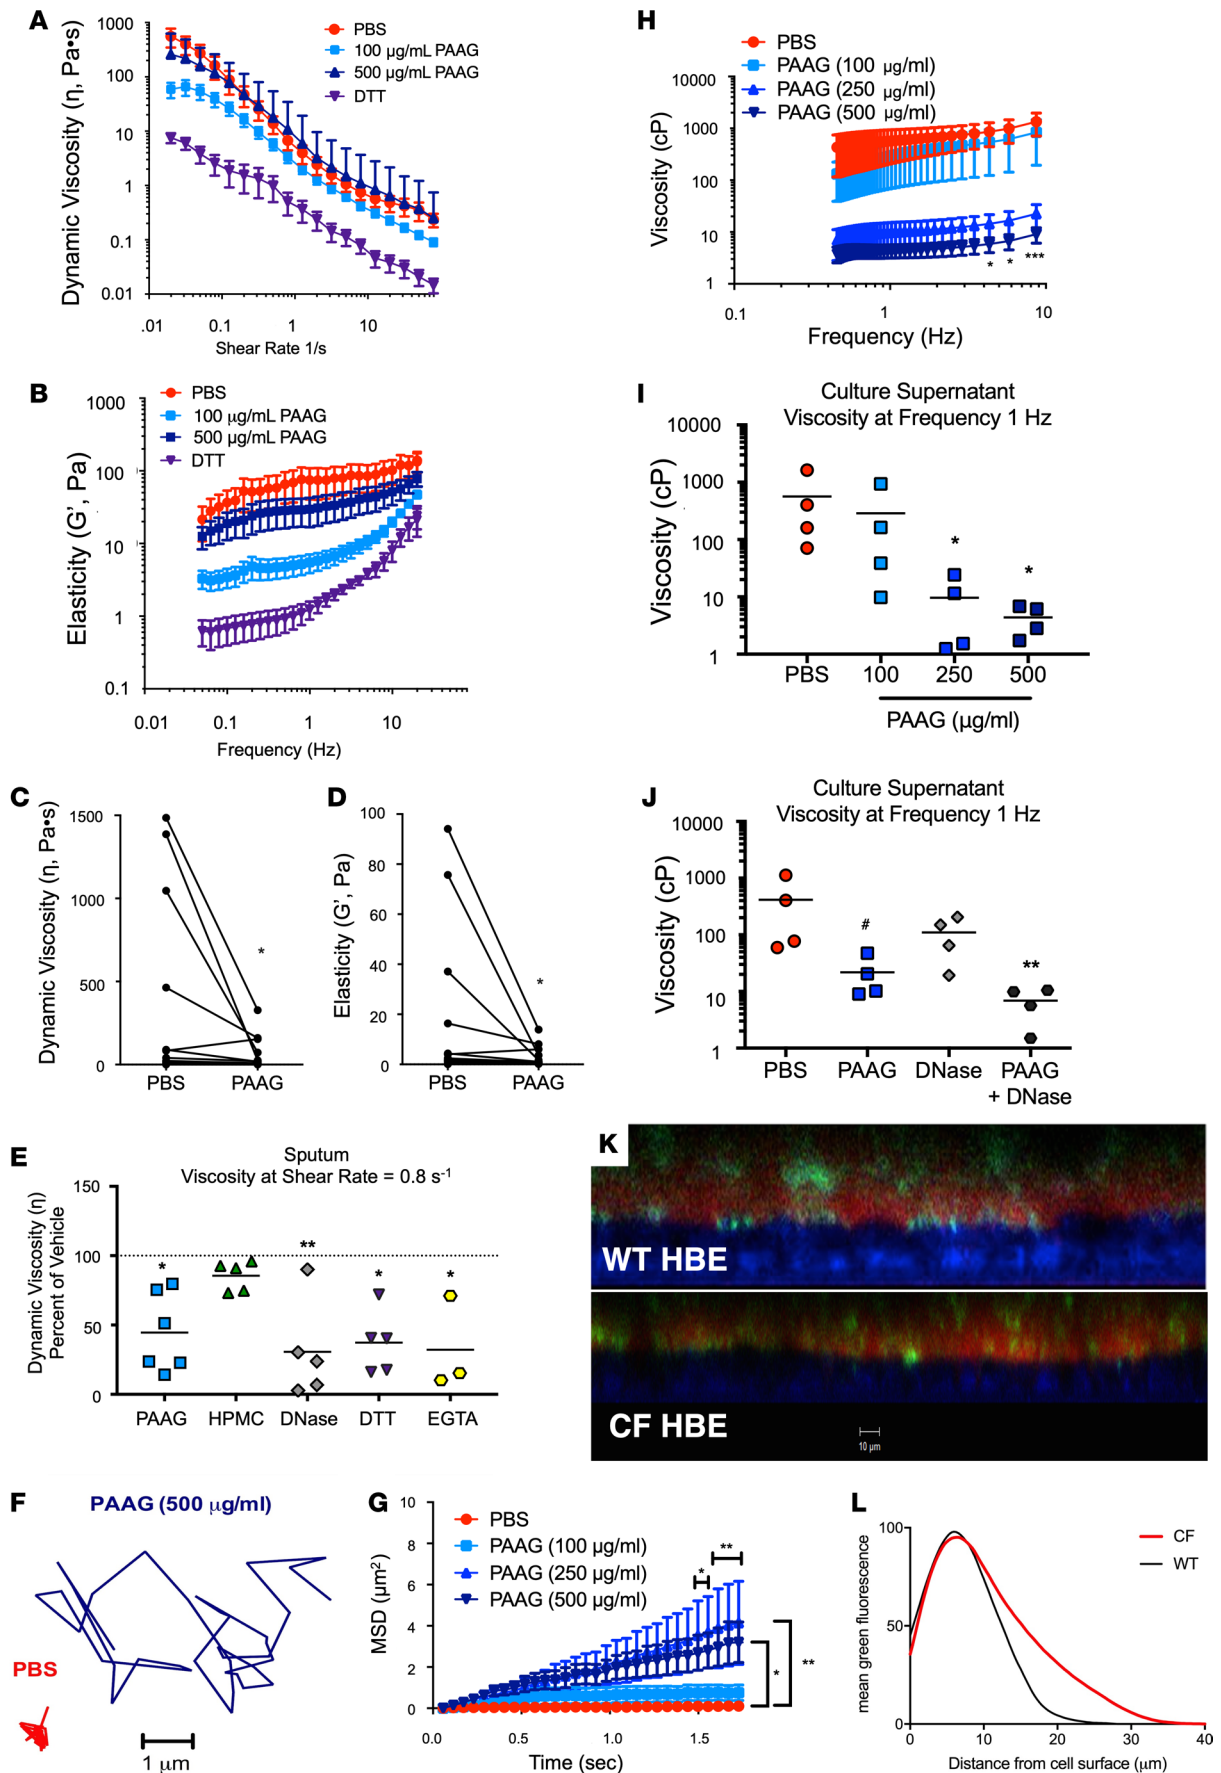 A
1000
100
10
1
0.1
0.01
Dynamic Viscosity (η, Pa•s)
PBS
100 µg/mL PAAG
500 µg/mL PAAG
DTT
.01
0.1
1
10
Shear Rate 1/s
B
1000
100
10
1
0.1
Elasticity (G’, Pa)
PBS
100 µg/mL PAAG
500 µg/mL PAAG
DTT
0.01
0.1
1
10
Frequency (Hz)
C
1500
1000
500
0
Dynamic Viscosity (η, Pa•s)
*
PBS
PAAG
D
100
80
60
40
20
0
Elasticity (G’, Pa)
*
PBS
PAAG
E
Sputum
Viscosity at Shear Rate = 0.8 s-1
150
100
50
0
Dynamic Viscosity (η)
Percent of Vehicle
*
**
*
*
PAAG
HPMC
DNase
DTT
EGTA
F
PAAG (500 µg/ml)
PBS
1 µm
G
10
8
6
4
2
0
MSD (µm²)
PBS
PAAG (100 µg/ml)
PAAG (250 µg/ml)
PAAG (500 µg/ml)
*
**
*
**
0.0
0.5
1.0
1.5
Time (sec)
H
PBS
PAAG (100 µg/ml)
PAAG (250 µg/ml)
PAAG (500 µg/ml)
10000
1000
100
10
1
Viscosity (cP)
*
*
***
0.1
1
10
Frequency (Hz)
I
Culture Supernatant
Viscosity at Frequency 1 Hz
10000
1000
100
10
1
Viscosity (cP)
*
*
PBS
100
250
500
PAAG (µg/ml)
J
Culture Supernatant
Viscosity at Frequency 1 Hz
10000
1000
100
10
1
Viscosity (cP)
#
**
PBS
PAAG
DNase
PAAG
+ DNase
K
WT HBE
CF HBE
10 µm
L
100
50
0
mean green fluorescence
CF
WT
0
10
20
30
40
Distance from cell surface (µm)